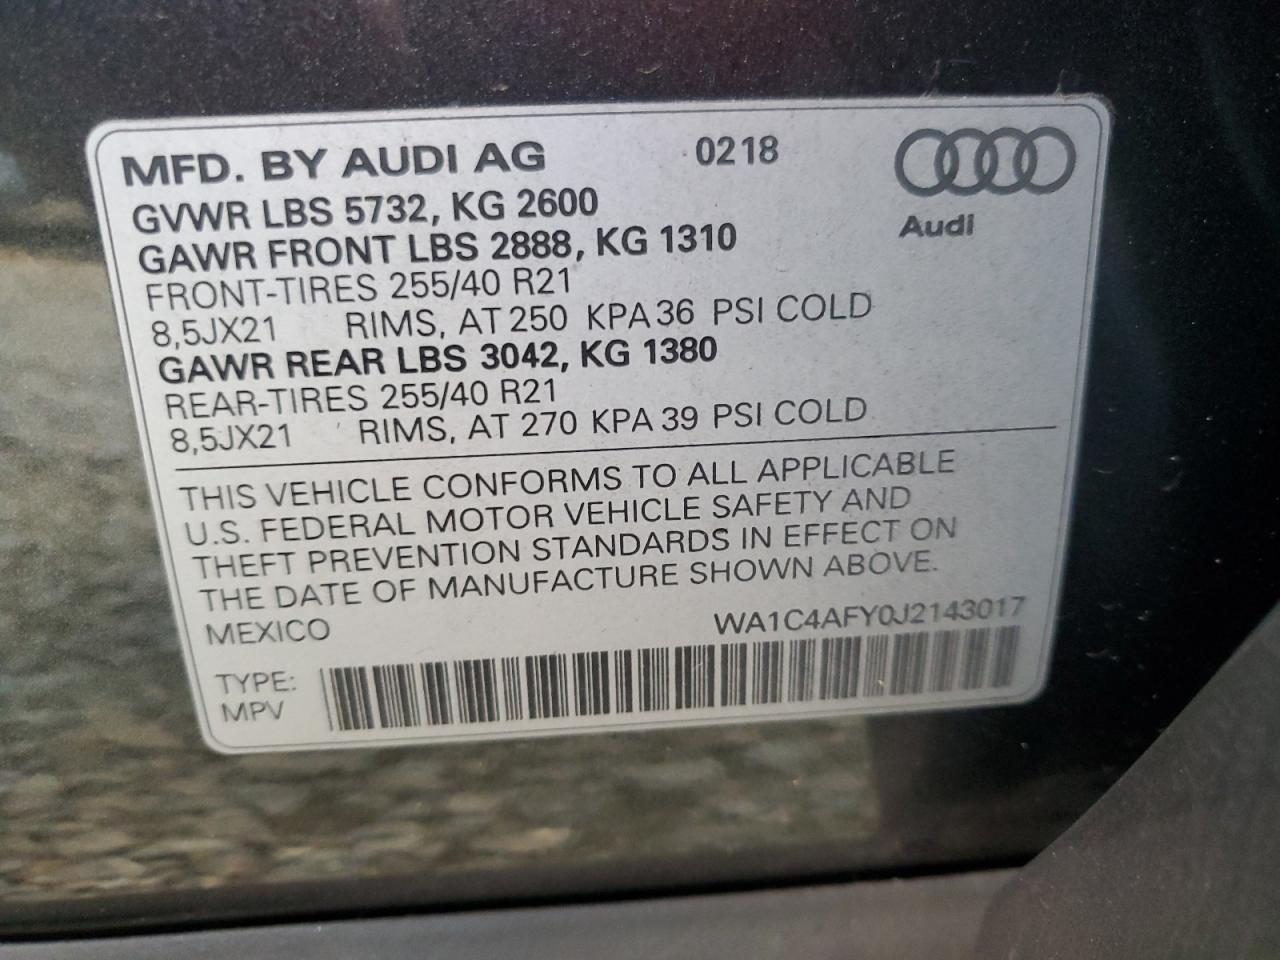 MFD. BY AUDI AG 0218
Audi
GVWR LBS 5732, KG 2600
GAWR FRONT LBS 2888, KG 1310
FRONT-TIRES 255/40 R21
8,5JX21 RIMS, AT 250 KPA 36 PSI COLD
GAWR REAR LBS 3042, KG 1380
REAR-TIRES 255/40 R21
8,5JX21 RIMS, AT 270 KPA 39 PSI COLD
THIS VEHICLE CONFORMS TO ALL APPLICABLE
U.S. FEDERAL MOTOR VEHICLE SAFETY AND
THEFT PREVENTION STANDARDS IN EFFECT ON
THE DATE OF MANUFACTURE SHOWN ABOVE.
MEXICO WA1C4AFY0J2143017
TYPE:
MPV